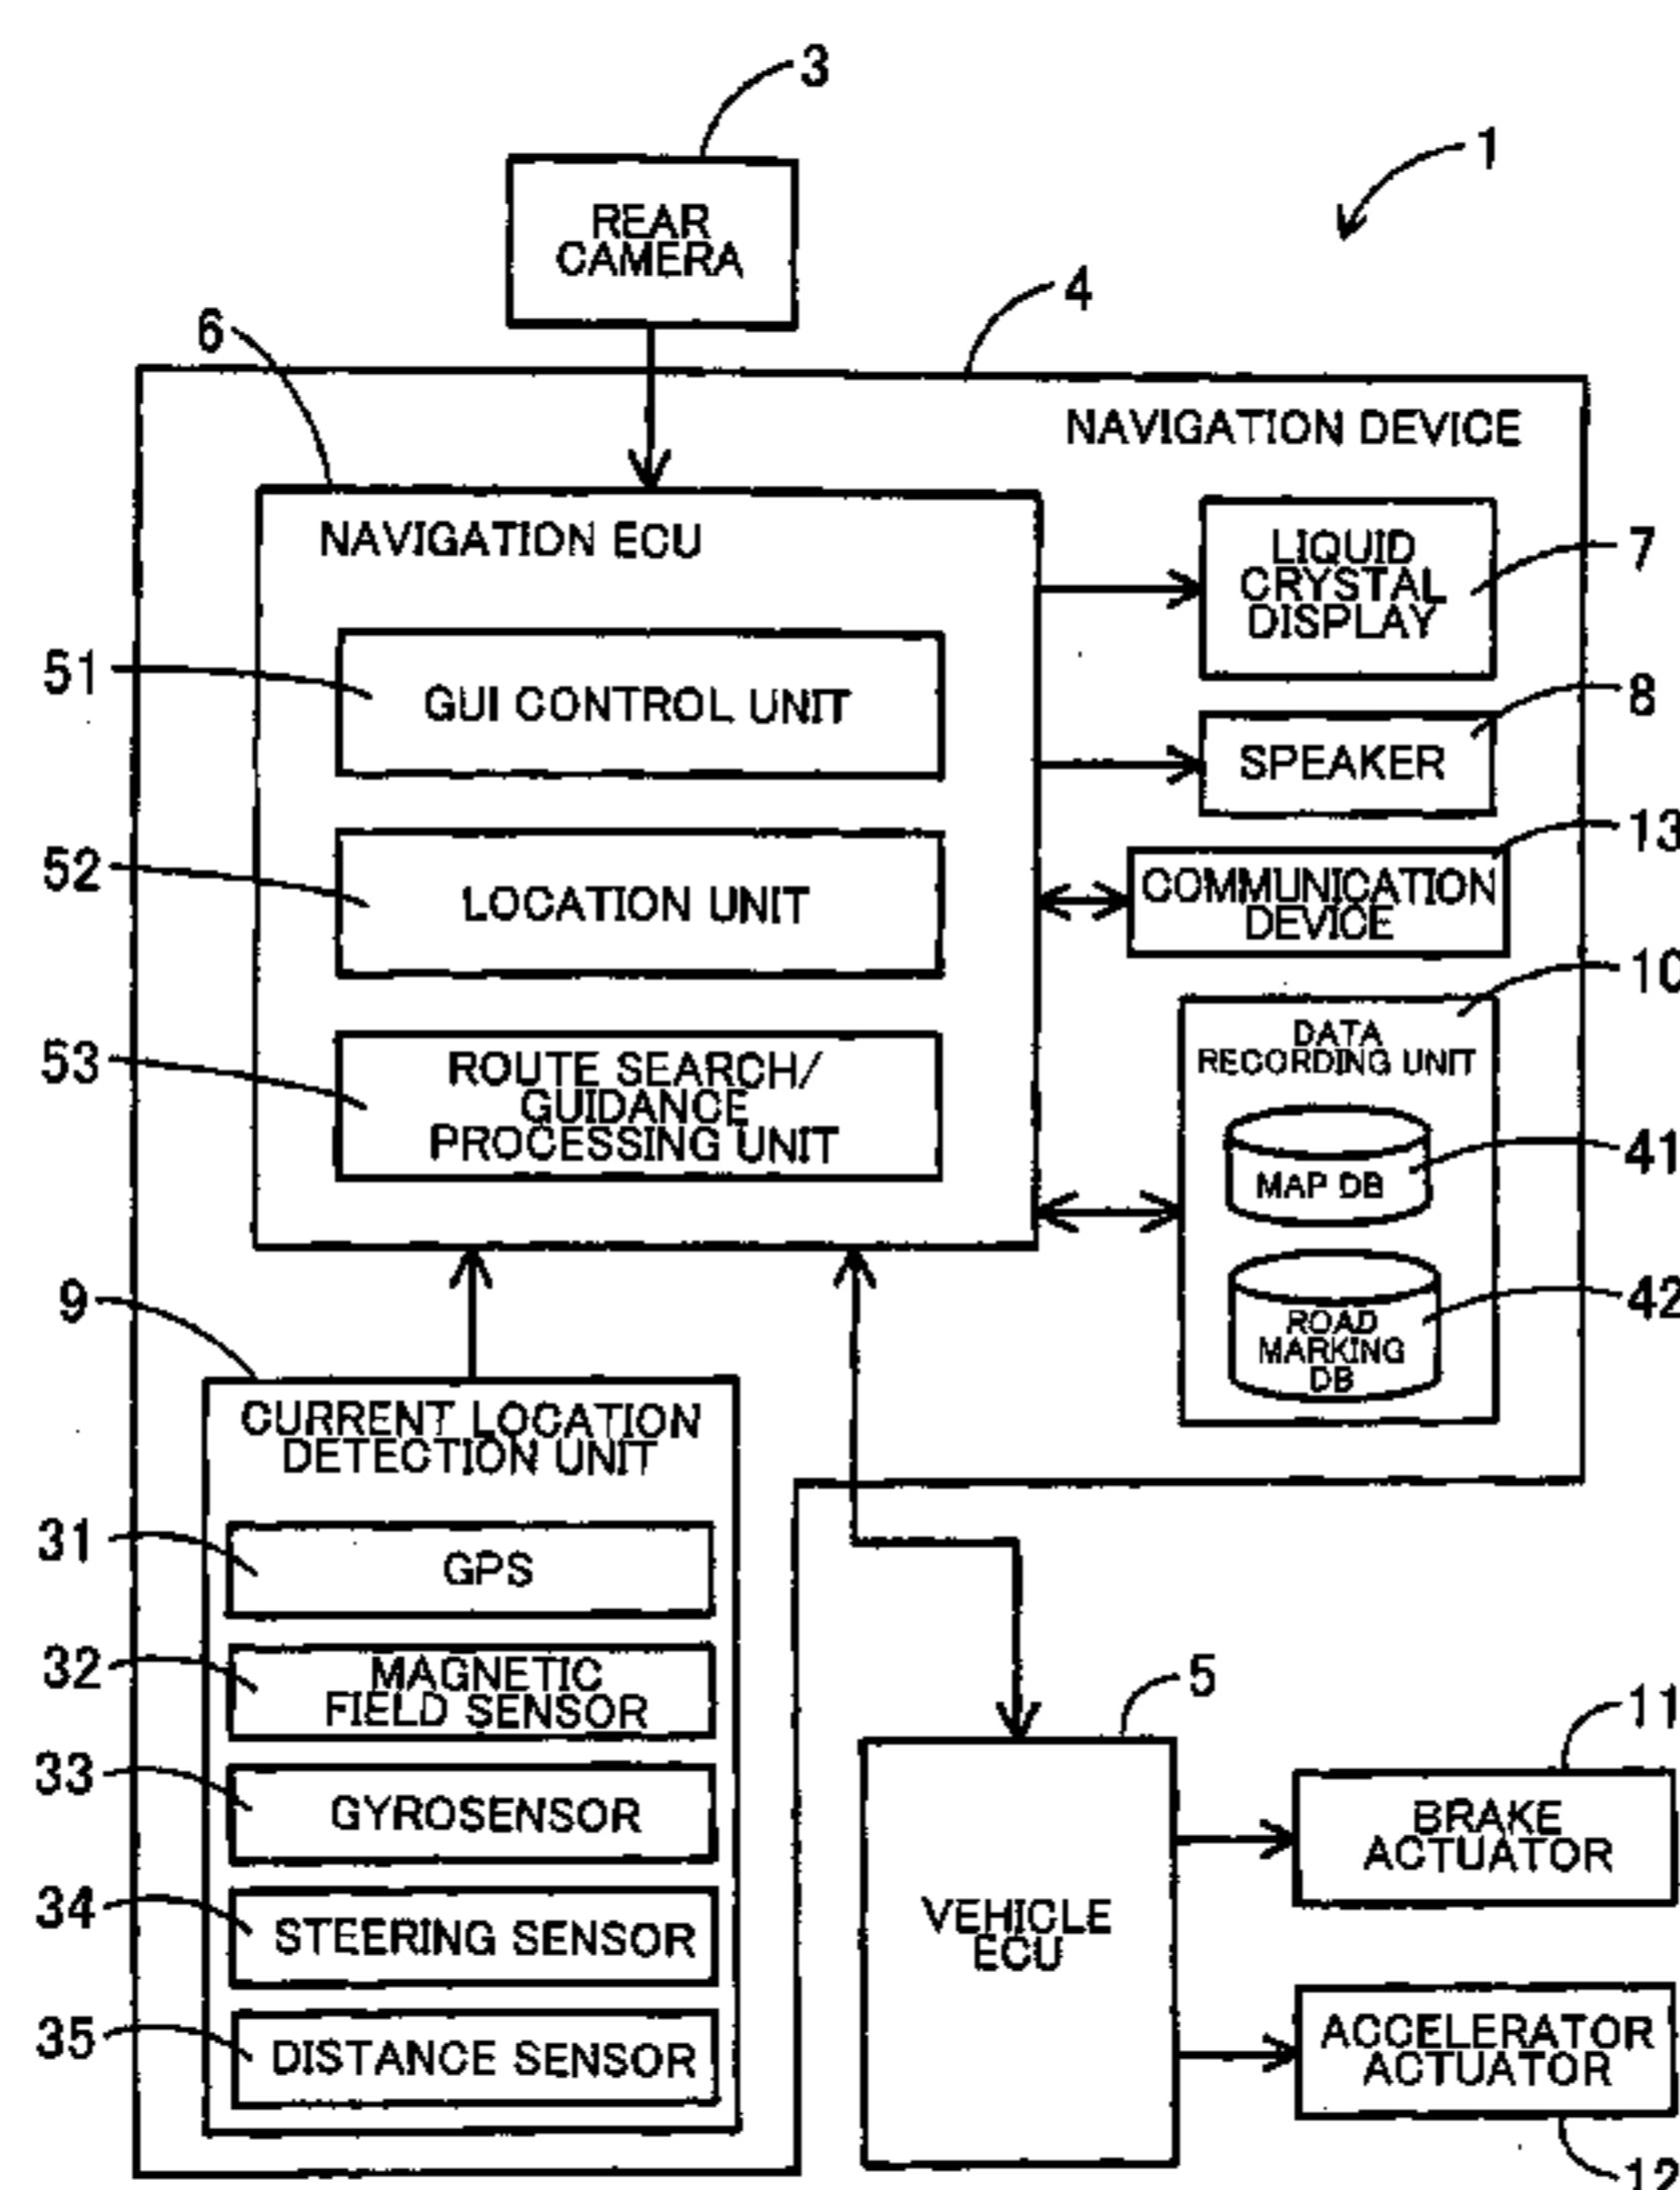 3
1
REAR
CAMERA
4
6
NAVIGATION DEVICE
NAVIGATION ECU
LIQUID
CRYSTAL
DISPLAY
7
51
GUI CONTROL UNIT
8
SPEAKER
13
52
LOCATION UNIT
COMMUNICATION
DEVICE
10
53
ROUTE SEARCH/
GUIDANCE
PROCESSING UNIT
DATA
RECORDING UNIT
41
MAP DB
9
42
ROAD
MARKING
DB
CURRENT LOCATION
DETECTION UNIT
31
GPS
32
MAGNETIC
FIELD SENSOR
5
11
33
GYROSENSOR
BRAKE
ACTUATOR
34
STEERING SENSOR
VEHICLE
ECU
35
DISTANCE SENSOR
ACCELERATOR
ACTUATOR
12